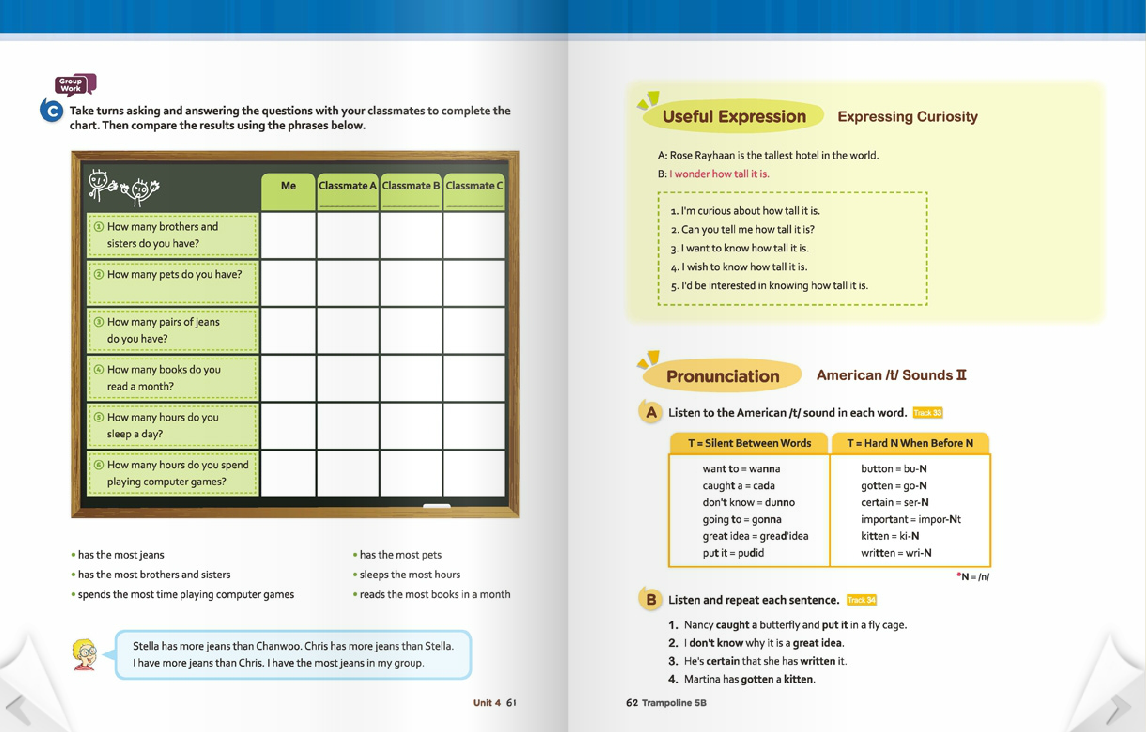 Group
Work
C Take turns asking and answering the questions with your classmates to complete the
chart. Then compare the results using the phrases below.
Me Classmate A Classmate B Classmate C
① How many brothers and
sisters do you have?
② How many pets do you have?
③ How many pairs of jeans
do you have?
④ How many books do you
read a month?
⑤ How many hours do you
sleep a day?
⑥ How many hours do you spend
playing computer games?
• has the most jeans
• has the most brothers and sisters
• spends the most time playing computer games
• has the most pets
• sleeps the most hours
• reads the most books in a month
Stella has more jeans than Chanwoo. Chris has more jeans than Stella.
I have more jeans than Chris. I have the most jeans in my group.
Unit 4 61
Useful Expression Expressing Curiosity
A: Rose Rayhaan is the tallest hotel in the world.
B: I wonder how tall it is.
1. I'm curious about how tall it is.
2. Can you tell me how tall it is?
3. I want to know how tall it is.
4. I wish to know how tall it is.
5. I'd be interested in knowing how tall it is.
Pronunciation American /t/ Sounds II
A Listen to the American /t/ sound in each word. Track 33
T = Silent Between Words
want to = wanna
caught a = cada
don't know = dunno
going to = gonna
great idea = gread'idea
put it = pudid
T = Hard N When Before N
button = bu-N
gotten = go-N
certain = ser-N
important = impor-Nt
kitten = ki-N
written = wri-N
*N = /n/
B Listen and repeat each sentence. Track 34
1. Nancy caught a butterfly and put it in a fly cage.
2. I don't know why it is a great idea.
3. He's certain that she has written it.
4. Martina has gotten a kitten.
62 Trampoline 5B